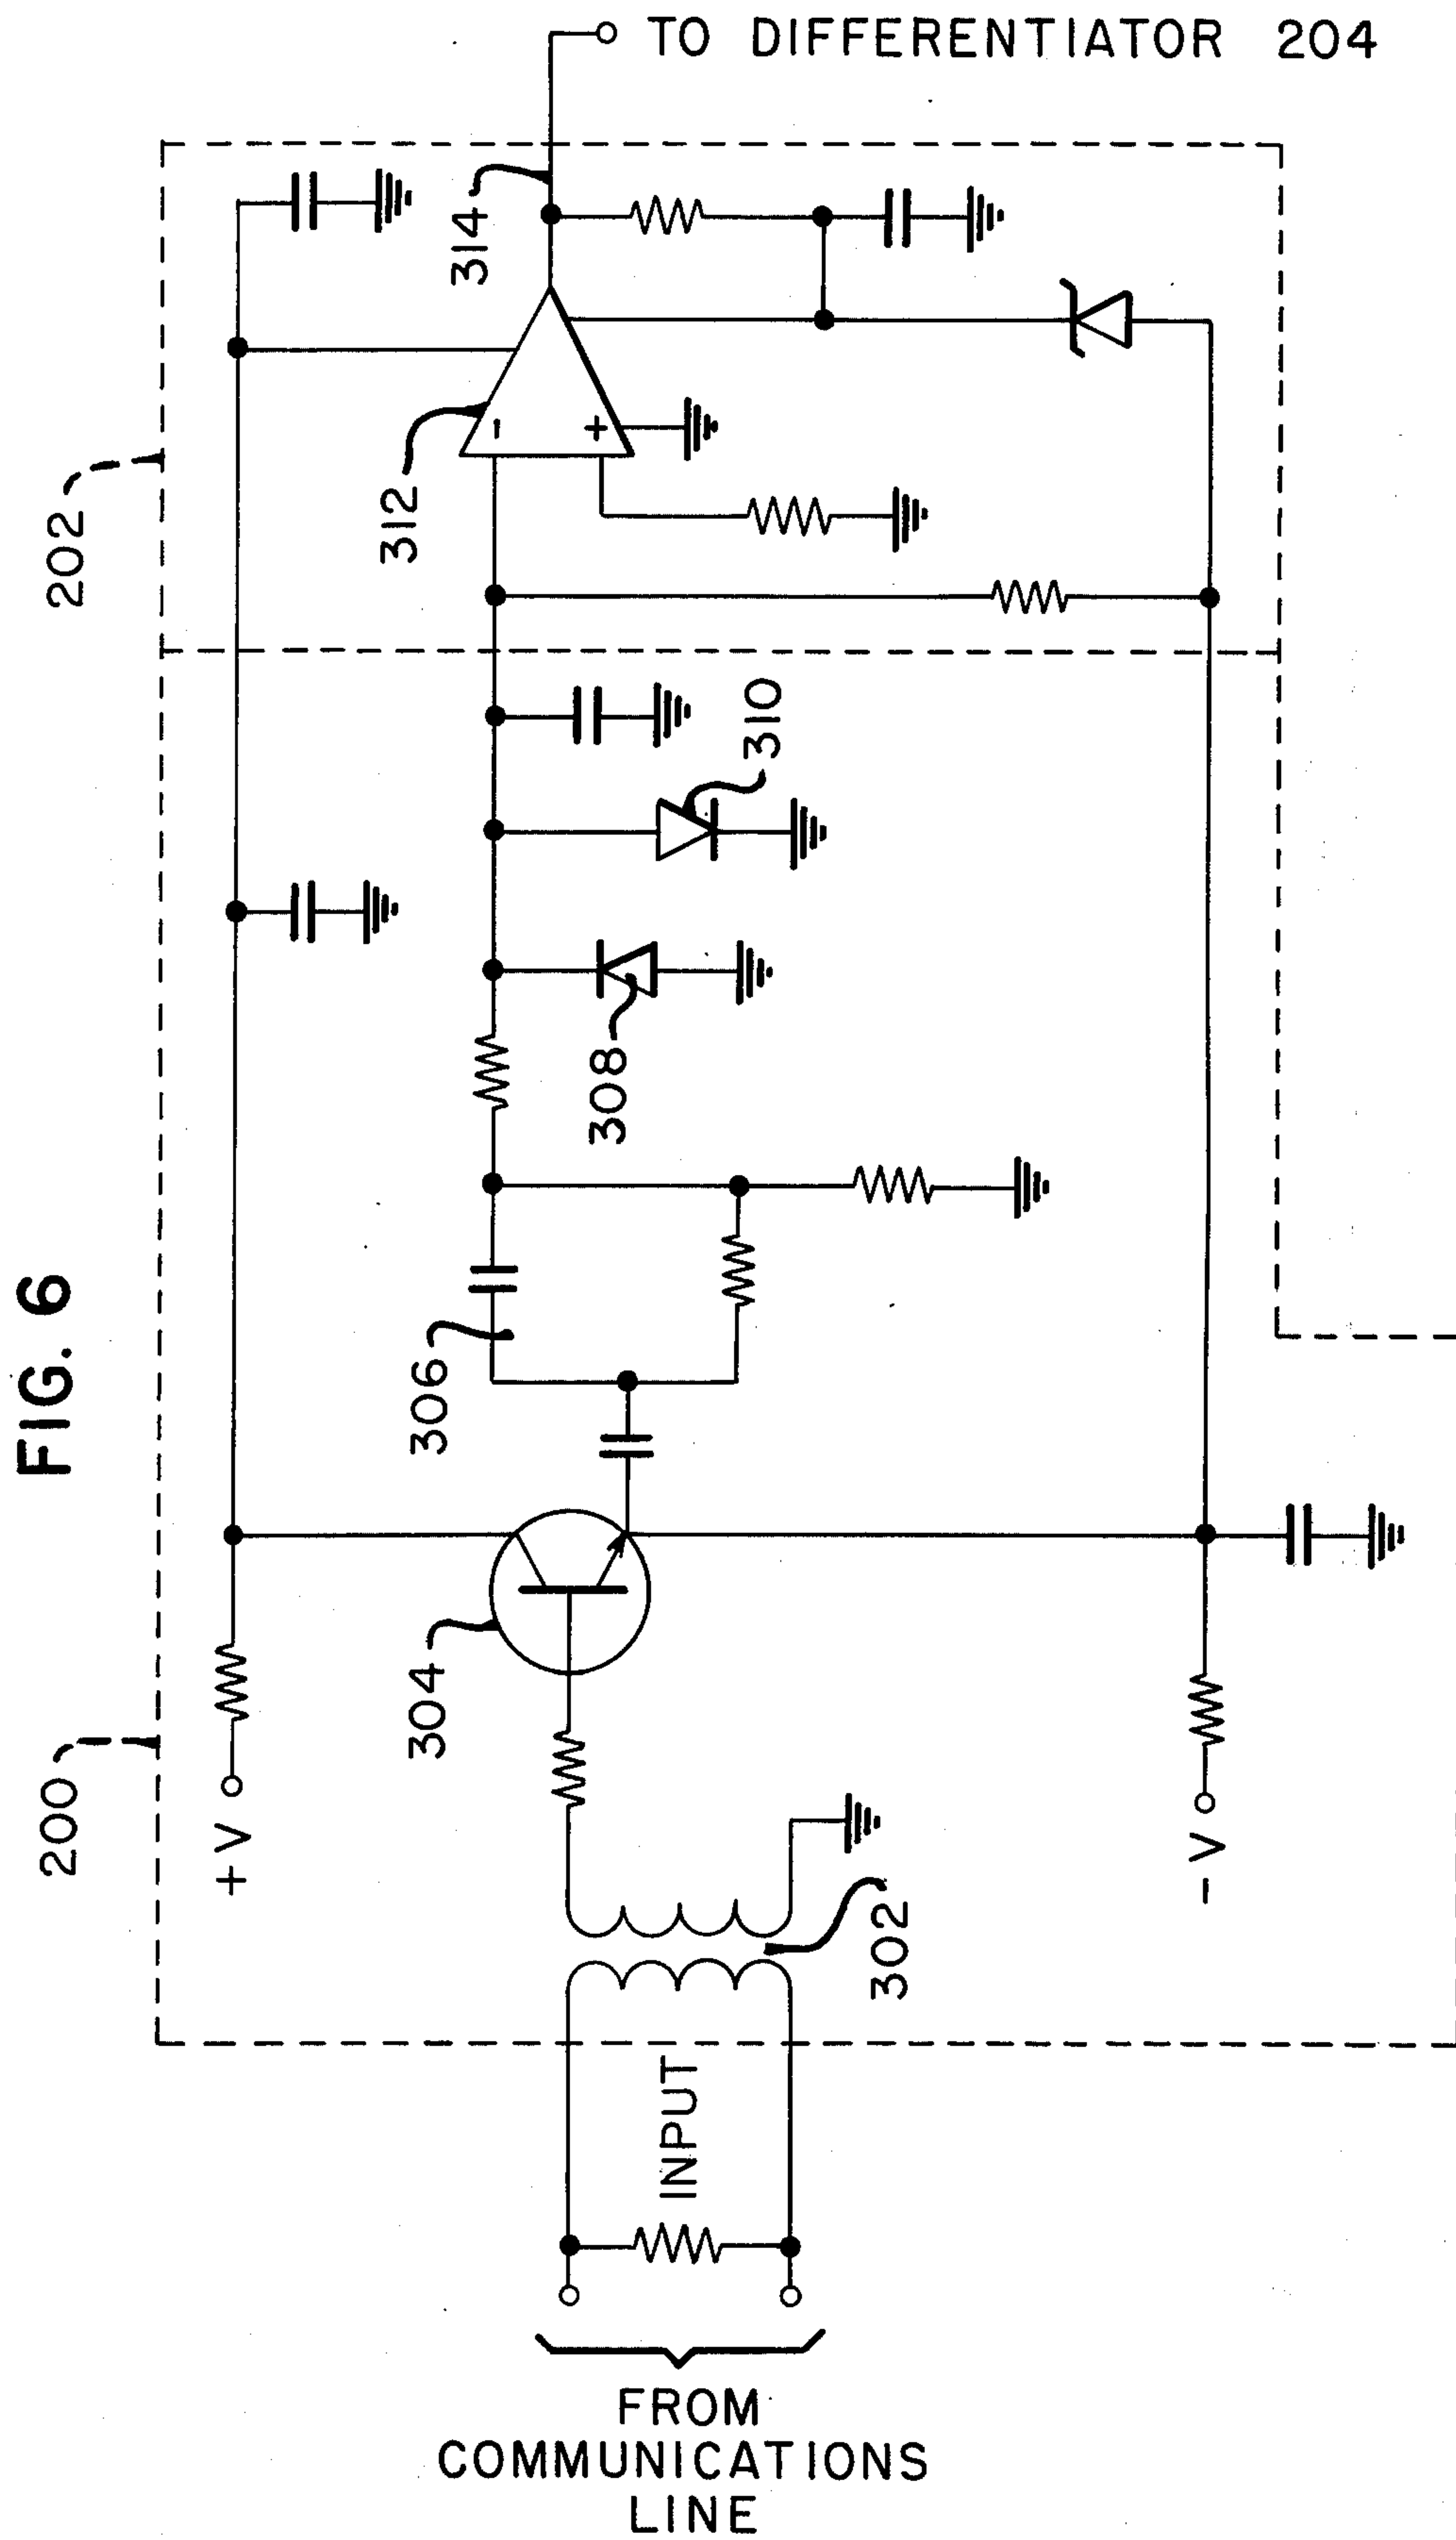 FIG. 6
200
202
+ V
- V
304
306
308
310
312
314
302
INPUT
+
-
TO DIFFERENTIATOR 204
FROM
COMMUNICATIONS
LINE